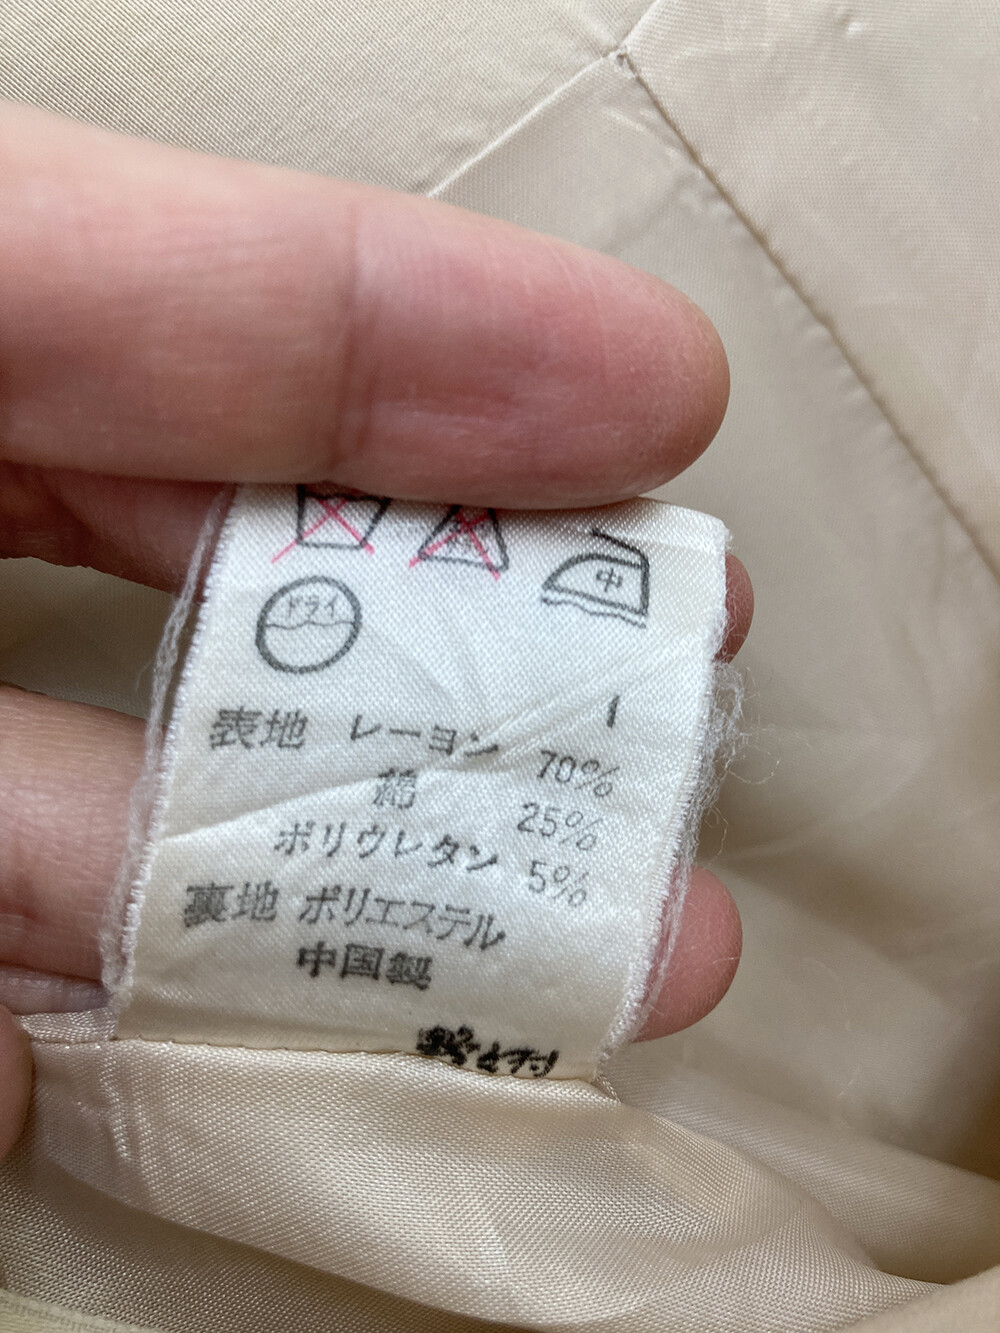 中
ドライ
表地 レーヨン 70%
綿 25%
ポリウレタン 5%
裏地 ポリエステル
中国製